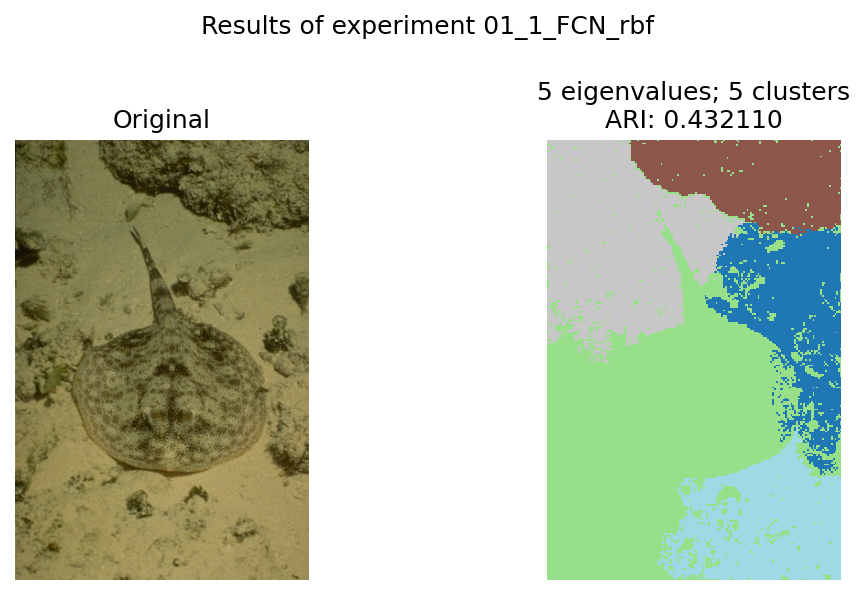 Results of experiment 01_1_FCN_rbf
Original
5 eigenvalues; 5 clusters
ARI: 0.432110